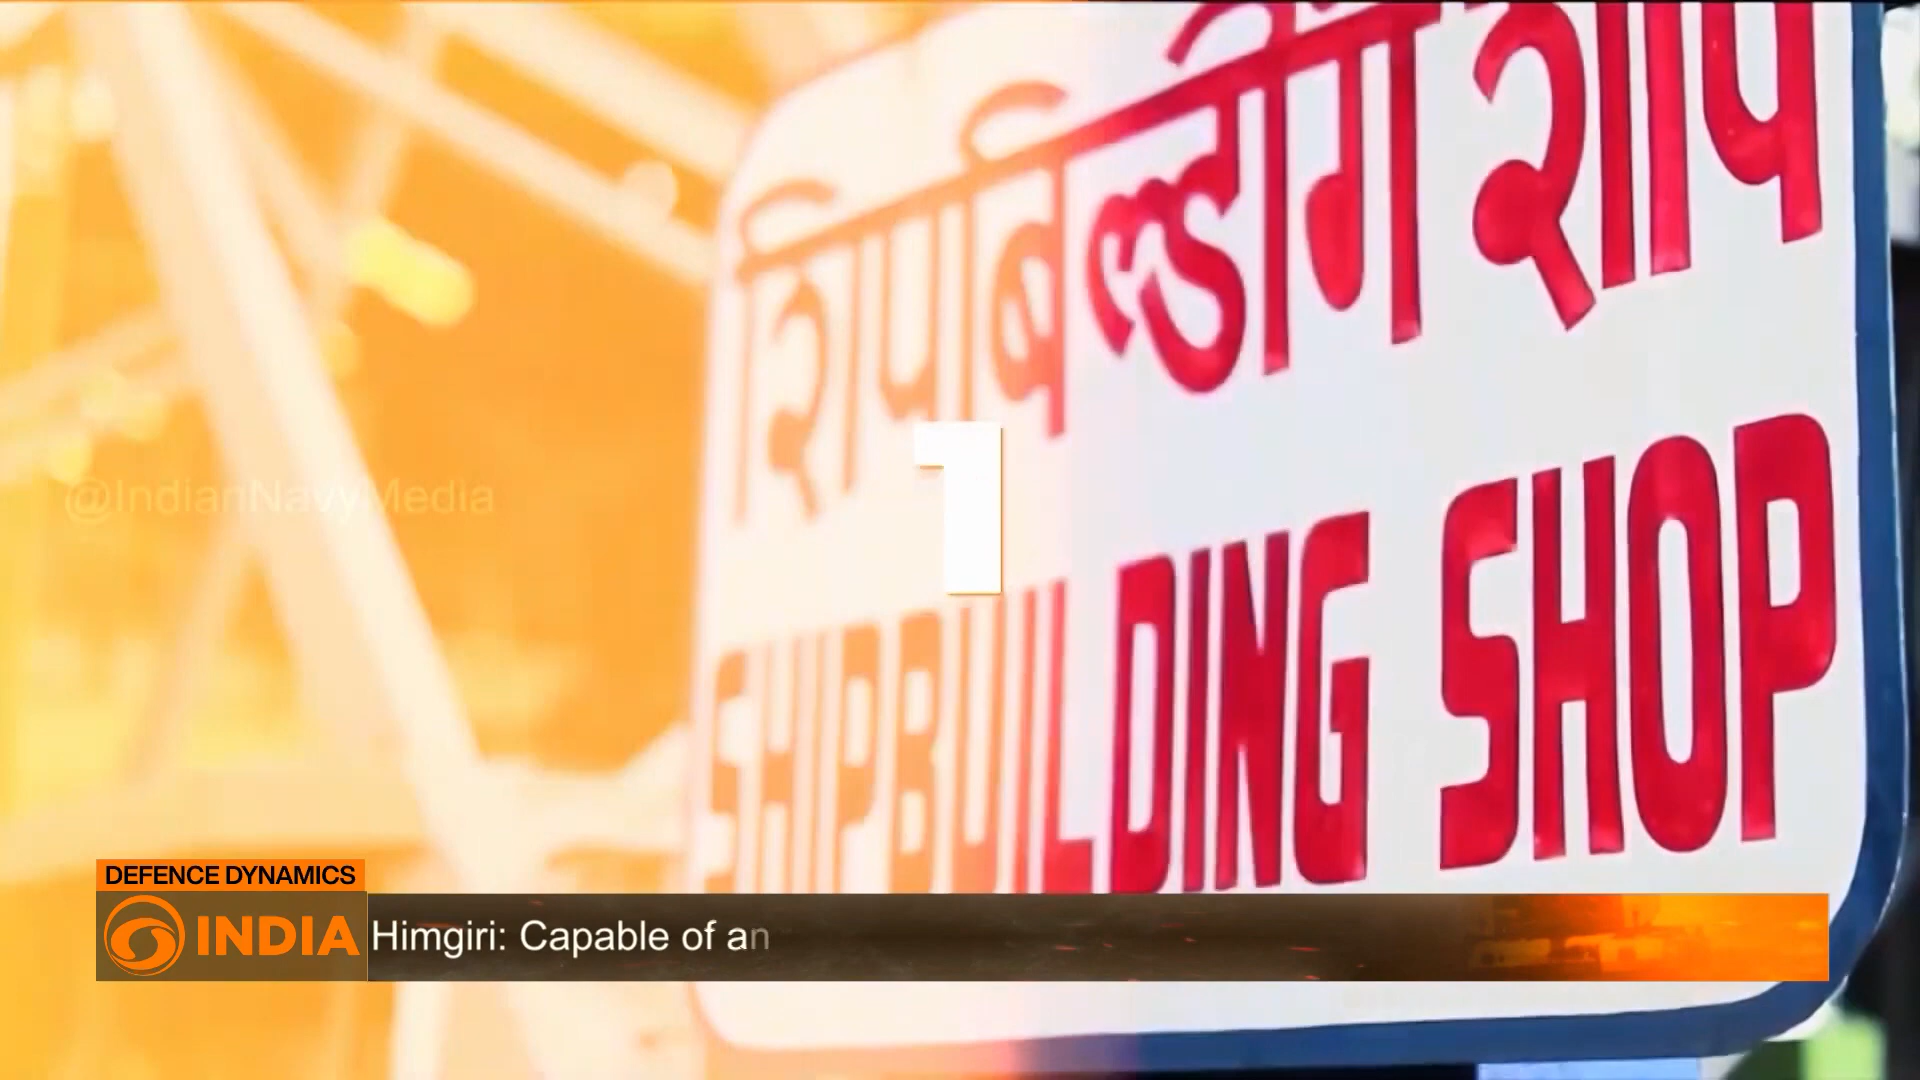 शिपबिल्डींग शॉप
1
@IndianNavyMedia
SHIPBUILDING SHOP
DEFENCE DYNAMICS
INDIA
Himgiri: Capable of an